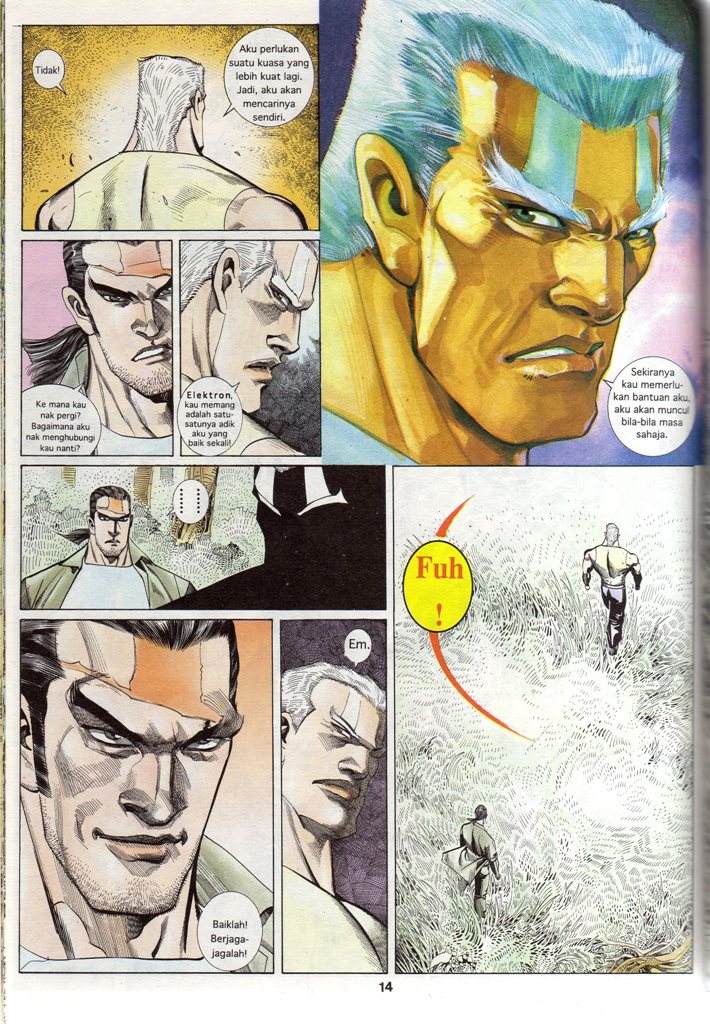 Tidak!
Aku perlukan
suatu kuasa yang
lebih kuat lagi.
Jadi, aku akan
mencarinya
sendiri.
Ke mana kau
nak pergi?
Bagaimana aku
nak menghubungi
kau nanti?
Elektron,
kau memang
adalah satu-
satunya adik
aku yang
baik sekali!
Sekiranya
kau memerlu-
kan bantuan aku,
aku akan muncul
bila-bila masa
sahaja.
Fuh
!
Baiklah!
Berjaga-
jagalah!
Em.
14